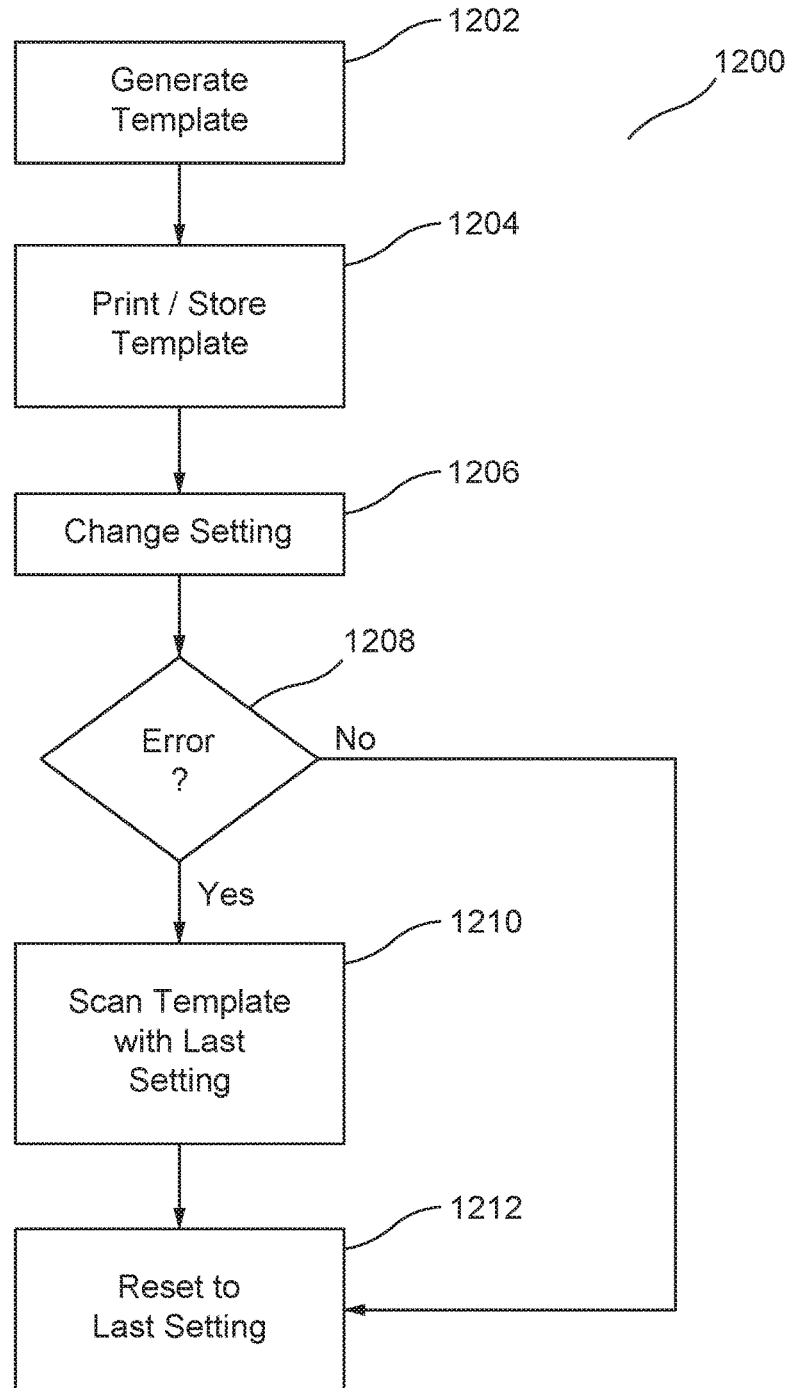 1202
Generate
Template
1200
1204
Print / Store
Template
1206
Change Setting
1208
Error
?
No
Yes
1210
Scan Template
with Last
Setting
1212
Reset to
Last Setting